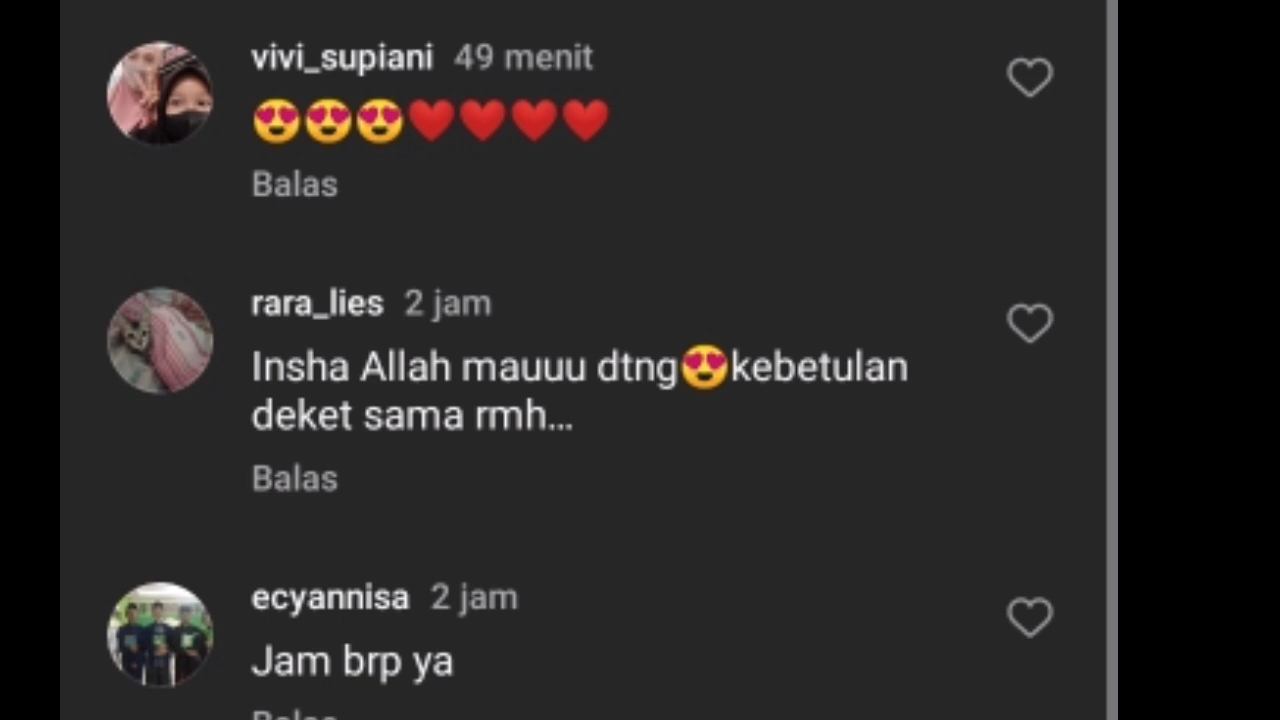 vivi_supiani 49 menit
😍😍😍❤️❤️❤️❤️
Balas
rara_lies 2 jam
Insha Allah mauuu dtng😍kebetulan
deket sama rmh...
Balas
ecyannisa 2 jam
Jam brp ya
Balas